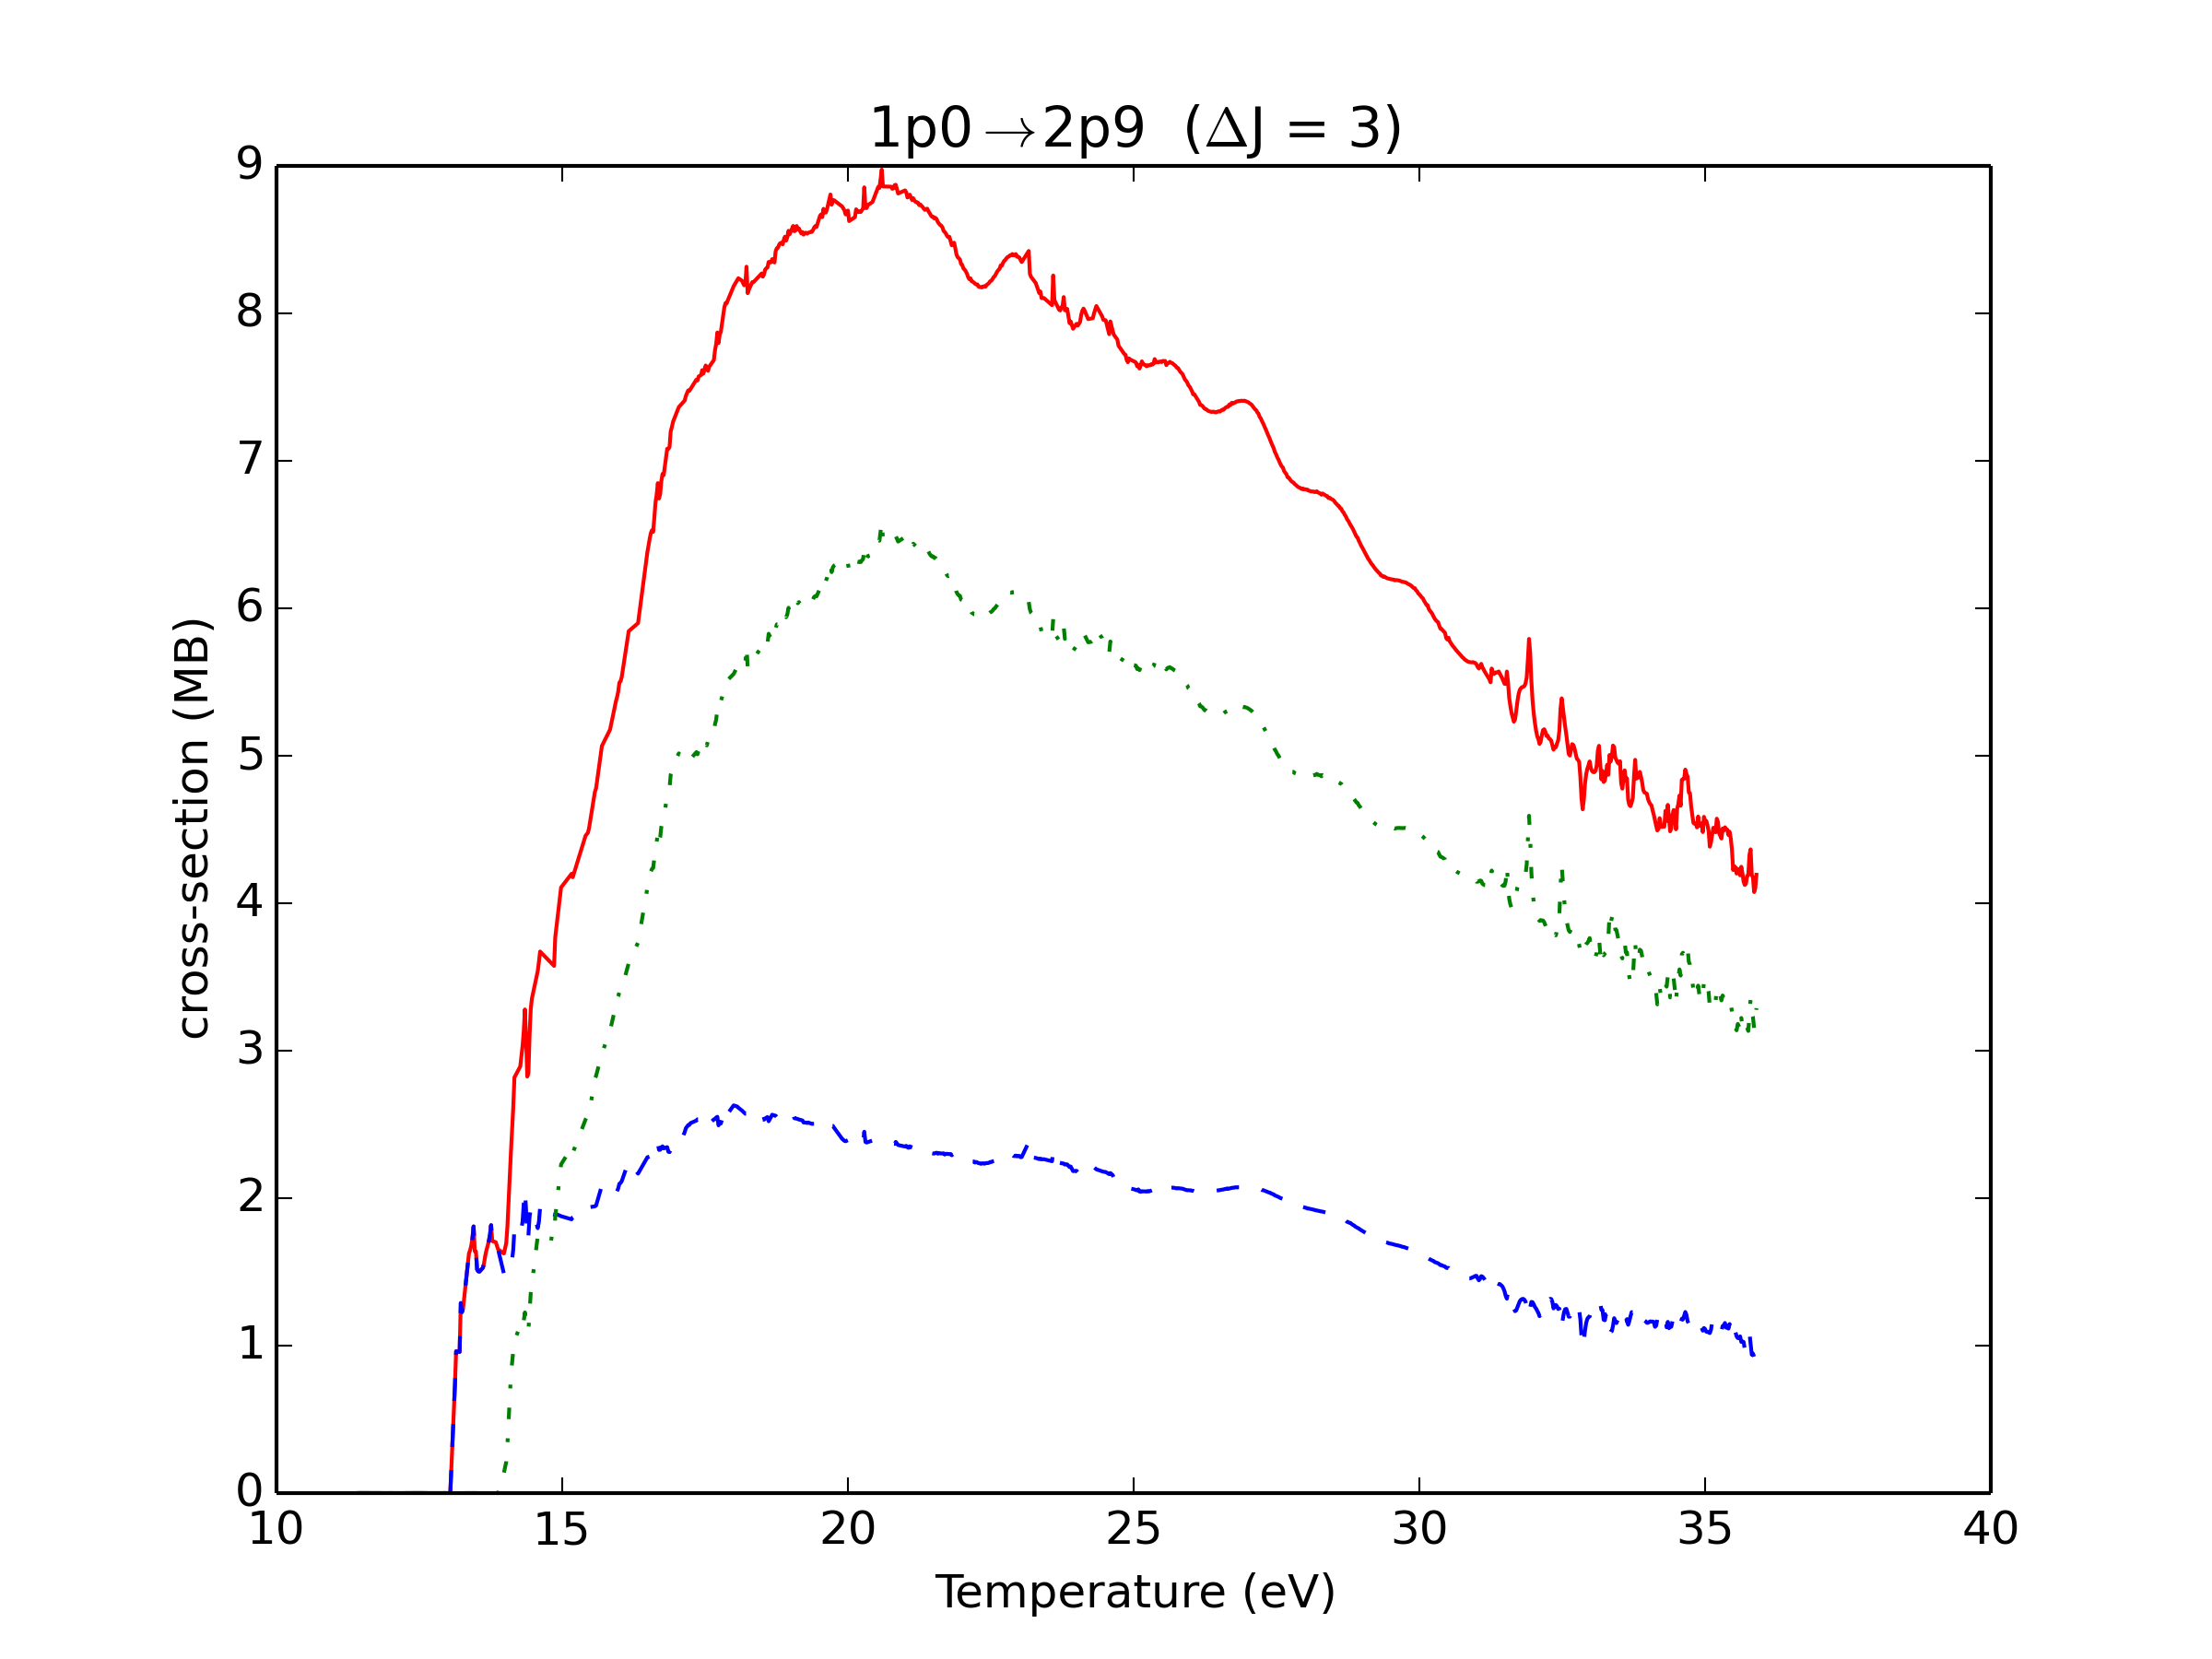 1p0→2p9 (ΔJ = 3)
9
8
7
6
5
4
3
2
1
0
cross-section (MB)
10 15 20 25 30 35 40
Temperature (eV)